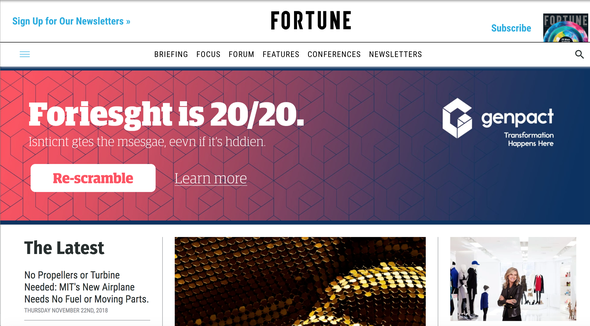 Sign Up for Our Newsletters »
FORTUNE
Subscribe
FORTUNE
BRIEFING FOCUS FORUM FEATURES CONFERENCES NEWSLETTERS
Foriesght is 20/20.
Isnticnt gtes the msesgae, eevn if it's hddien.
Re-scramble
Learn more
genpact
Transformation
Happens Here
The Latest
No Propellers or Turbine
Needed: MIT's New Airplane
Needs No Fuel or Moving Parts.
THURSDAY NOVEMBER 22ND, 2018